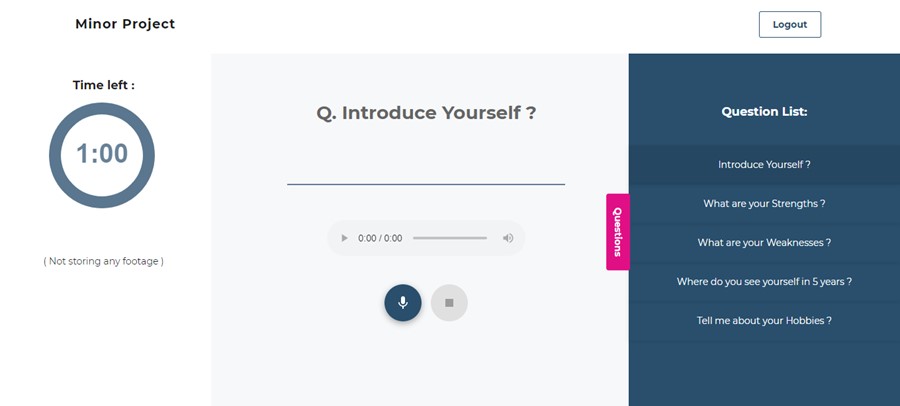 Minor Project
Logout
Time left :
1:00
( Not storing any footage )
Q. Introduce Yourself ?
0:00 / 0:00
Questions
Question List:
Introduce Yourself ?
What are your Strengths ?
What are your Weaknesses ?
Where do you see yourself in 5 years ?
Tell me about your Hobbies ?